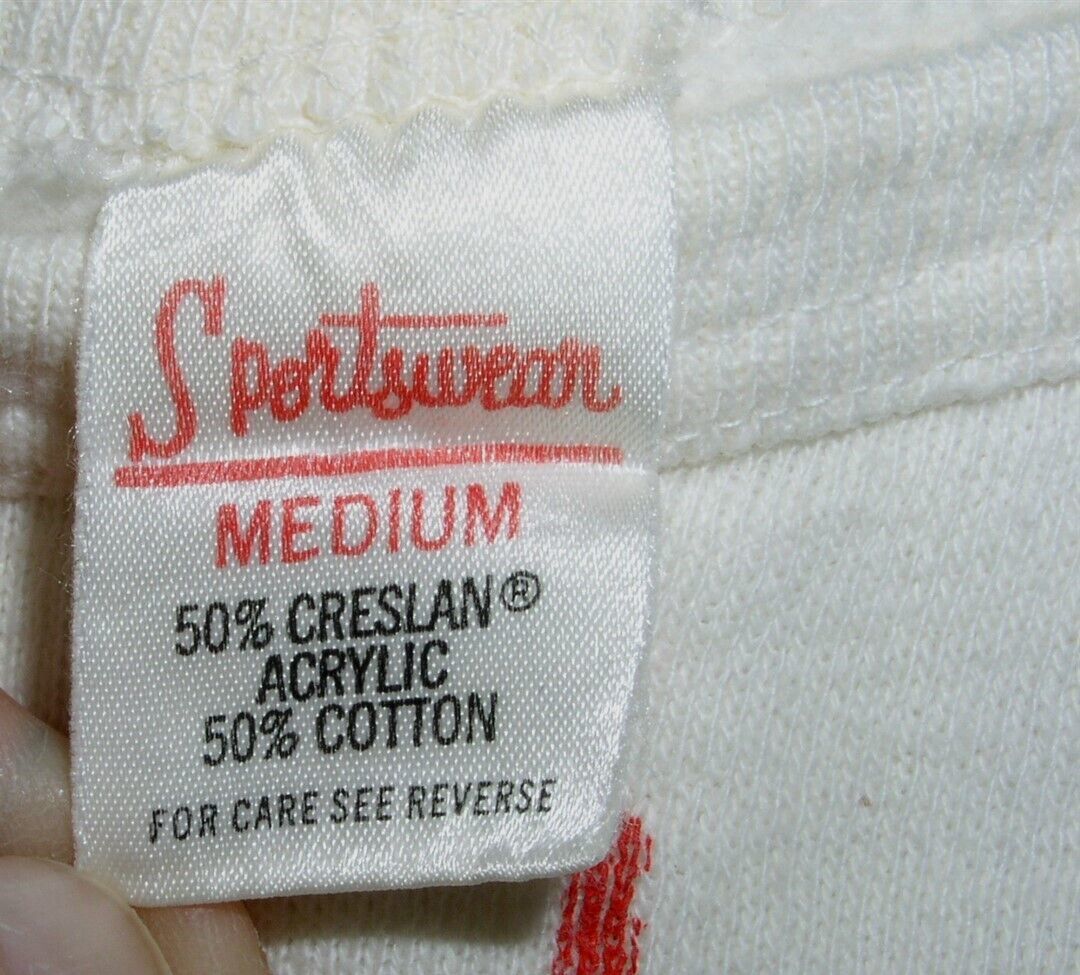 Sportswear
MEDIUM
50% CRESLAN®
ACRYLIC
50% COTTON
FOR CARE SEE REVERSE